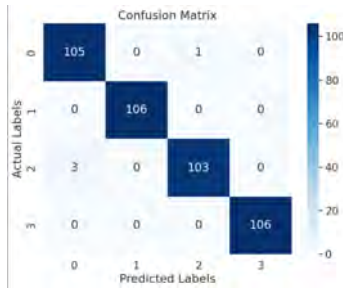 Confusion Matrix
Actual Labels
0 105 0 1 0
1 0 106 0 0
2 3 0 103 0
3 0 0 0 106
0 1 2 3
Predicted Labels
100
80
60
40
20
0